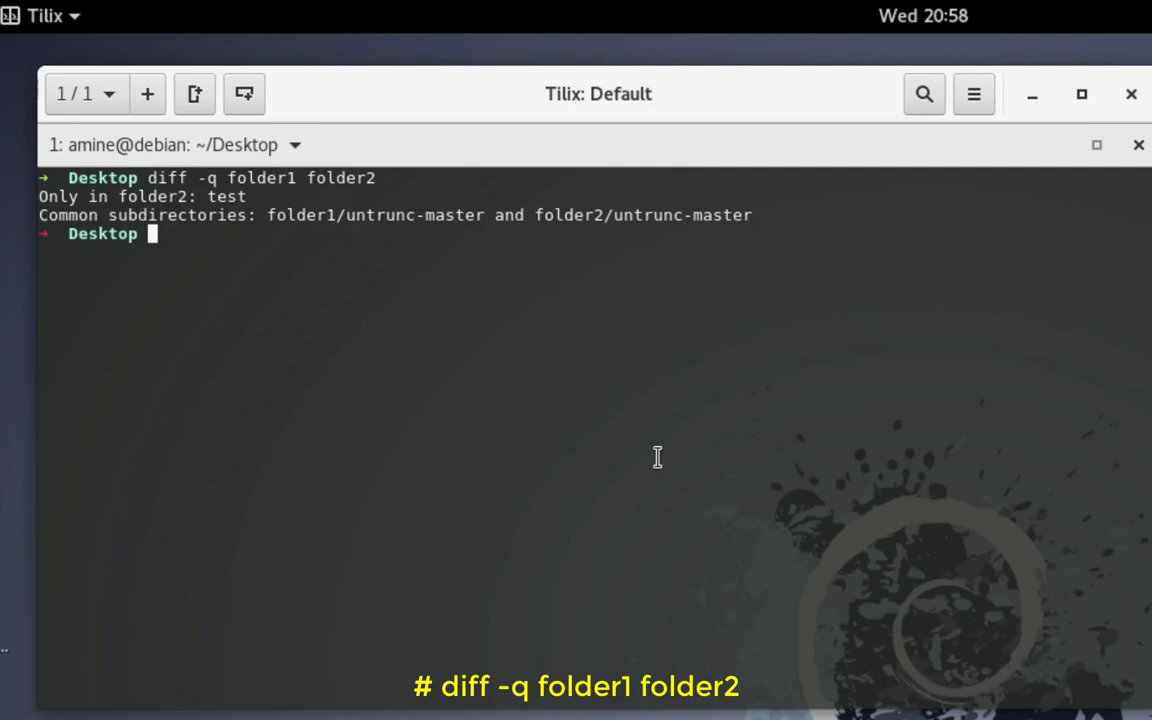 Tilix
Wed 20:58
1 / 1
Tilix: Default
1: amine@debian: ~/Desktop
→ Desktop diff -q folder1 folder2
Only in folder2: test
Common subdirectories: folder1/untrunc-master and folder2/untrunc-master
→ Desktop
..
# diff -q folder1 folder2